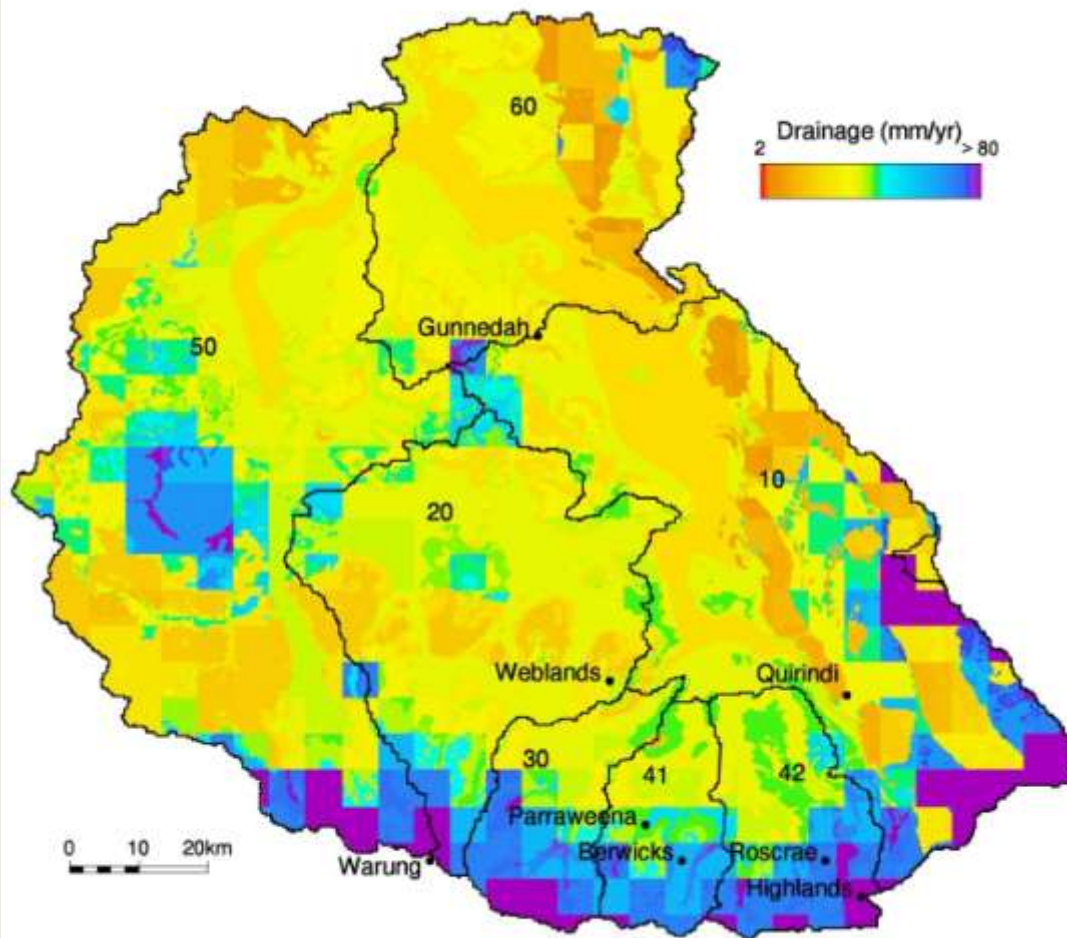 60
Drainage (mm/yr)
2 > 80
Gunnedah
50
10
20
Weblands
Quirindi
30
41
42
Parraweena
0 10 20km
Warung
Berwicks
Roscrae
Highlands